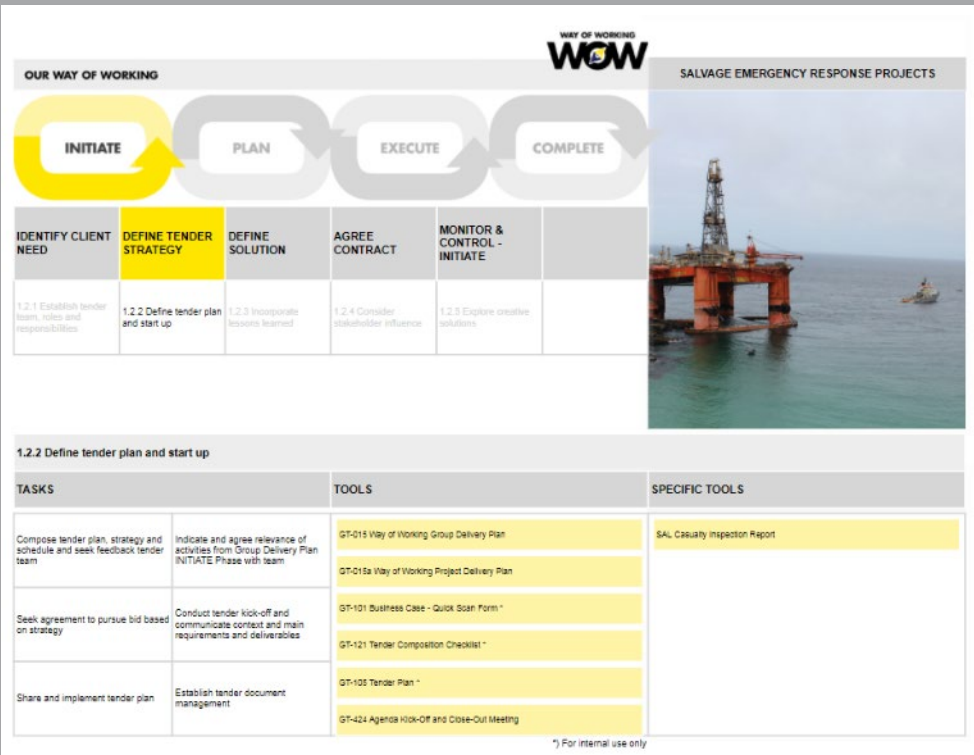 WAY OF WORKING
WOW
OUR WAY OF WORKING
SALVAGE EMERGENCY RESPONSE PROJECTS
INITIATE
PLAN
EXECUTE
COMPLETE
IDENTIFY CLIENT
NEED
DEFINE TENDER
STRATEGY
DEFINE
SOLUTION
AGREE
CONTRACT
MONITOR &
CONTROL -
INITIATE
1.2.1 Establish tender
team, roles and
responsibilities
1.2.2 Define tender plan
and start up
1.2.3 Incorporate
lessons learned
1.2.4 Consider
stakeholder influence
1.2.5 Explore creative
solutions
1.2.2 Define tender plan and start up
TASKS
TOOLS
SPECIFIC TOOLS
Compose tender plan, strategy and
schedule and seek feedback tender
team
Indicate and agree relevance of
activities from Group Delivery Plan
INITIATE Phase with team
Seek agreement to pursue bid based
on strategy
Conduct tender kick-off and
communicate context and main
requirements and deliverables
Share and implement tender plan
Establish tender document
management
GT-015 Way of Working Group Delivery Plan
GT-015a Way of Working Project Delivery Plan
GT-101 Business Case - Quick Scan Form *
GT-121 Tender Composition Checklist *
GT-105 Tender Plan *
GT-424 Agenda Kick-Off and Close-Out Meeting
SAL Casualty Inspection Report
*) For internal use only